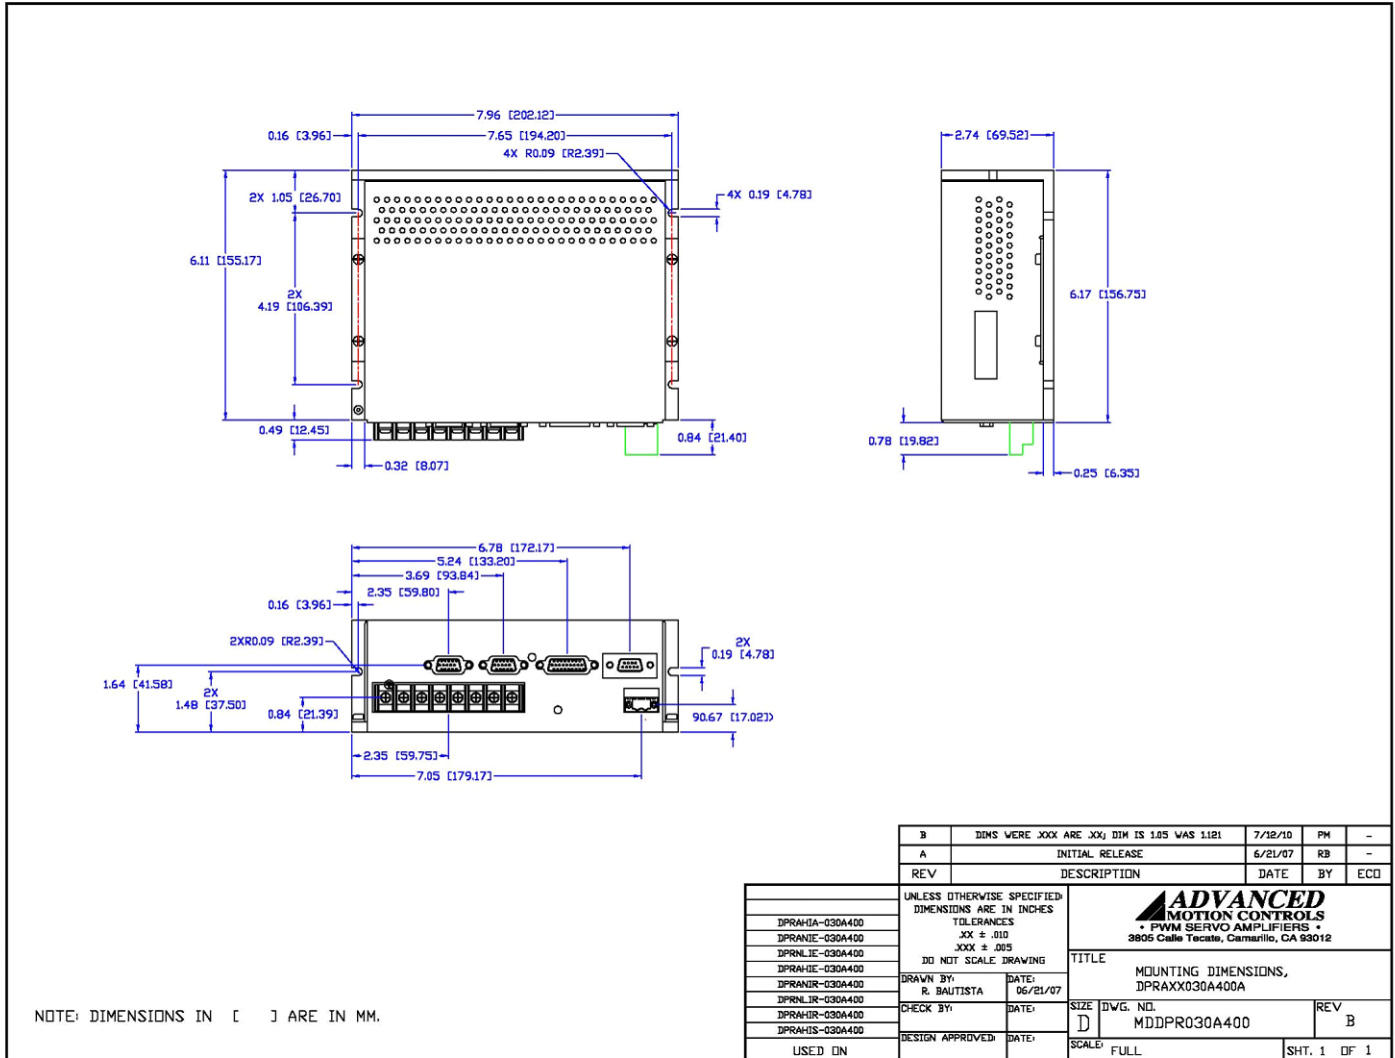 7.96 [202.12]
0.16 [3.96]
7.65 [194.20]
4X R0.09 [R2.39]
2X 1.05 [26.70]
4X 0.19 [4.78]
6.11 [155.17]
2X
4.19 [106.39]
0.49 [12.45]
0.84 [21.40]
0.32 [8.07]
2.74 [69.52]
6.17 [156.75]
0.78 [19.82]
0.25 [6.35]
6.78 [172.17]
5.24 [133.20]
3.69 [93.84]
2.35 [59.80]
0.16 [3.96]
2XR0.09 [R2.39]
2X
0.19 [4.78]
1.64 [41.58]
2X
1.48 [37.50]
0.84 [21.39]
90.67 [17.02])
2.35 [59.75]
7.05 [179.17]
B DIMS WERE .XXX ARE .XX; DIM IS 1.05 WAS 1.121 7/12/10 PM -
A INITIAL RELEASE 6/21/07 RB -
REV DESCRIPTION DATE BY ECO
DPRAHIA-030A400
DPRANIE-030A400
DPRNLIE-030A400
DPRAHIE-030A400
DPRANIR-030A400
DPRNLIR-030A400
DPRAHIR-030A400
DPRAHIS-030A400
USED ON
UNLESS OTHERWISE SPECIFIED:
DIMENSIONS ARE IN INCHES
TOLERANCES
.XX ± .010
.XXX ± .005
DO NOT SCALE DRAWING
DRAWN BY: DATE:
R. BAUTISTA 06/21/07
CHECK BY: DATE:
DESIGN APPROVED: DATE:
ADVANCED
MOTION CONTROLS
• PWM SERVO AMPLIFIERS •
3805 Calle Tecate, Camarillo, CA 93012
TITLE
MOUNTING DIMENSIONS,
DPRAXX030A400A
SIZE DWG. NO. REV
D MDDPR030A400 B
SCALE: FULL SHT. 1 OF 1
NOTE: DIMENSIONS IN [ ] ARE IN MM.